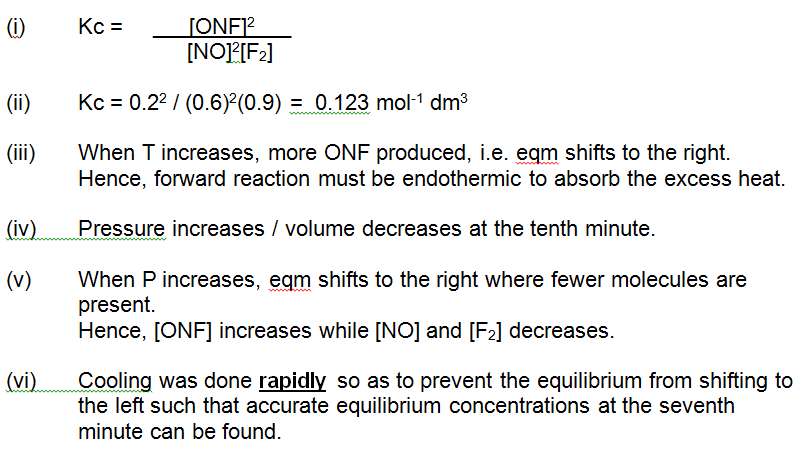 (i) Kc = [ONF]²
[NO]²[F₂]
(ii) Kc = 0.2² / (0.6)²(0.9) = 0.123 mol⁻¹ dm³
(iii) When T increases, more ONF produced, i.e. eqm shifts to the right.
Hence, forward reaction must be endothermic to absorb the excess heat.
(iv) Pressure increases / volume decreases at the tenth minute.
(v) When P increases, eqm shifts to the right where fewer molecules are
present.
Hence, [ONF] increases while [NO] and [F₂] decreases.
(vi) Cooling was done rapidly so as to prevent the equilibrium from shifting to
the left such that accurate equilibrium concentrations at the seventh
minute can be found.